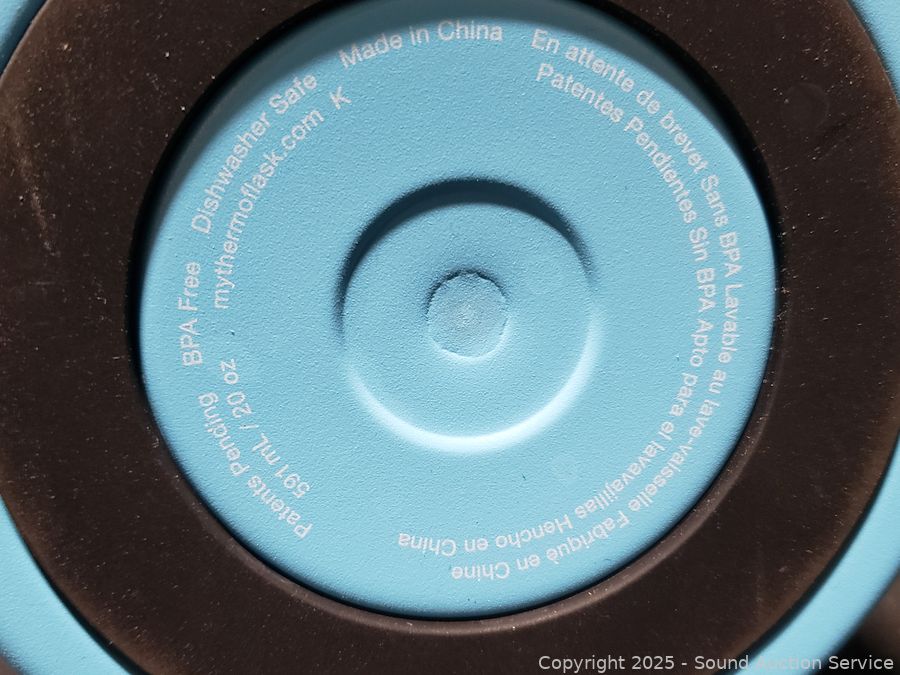 Patents Pending BPA Free Dishwasher Safe Made in China
591 mL / 20 oz mythermoflask.com K
En attente de brevet Sans BPA Lavable au lave-vaisselle Fabriquè en Chine
Patentes Pendientes Sin BPA Apto para el lavavajillas Hencho en China
Copyright 2025 - Sound Auction Service